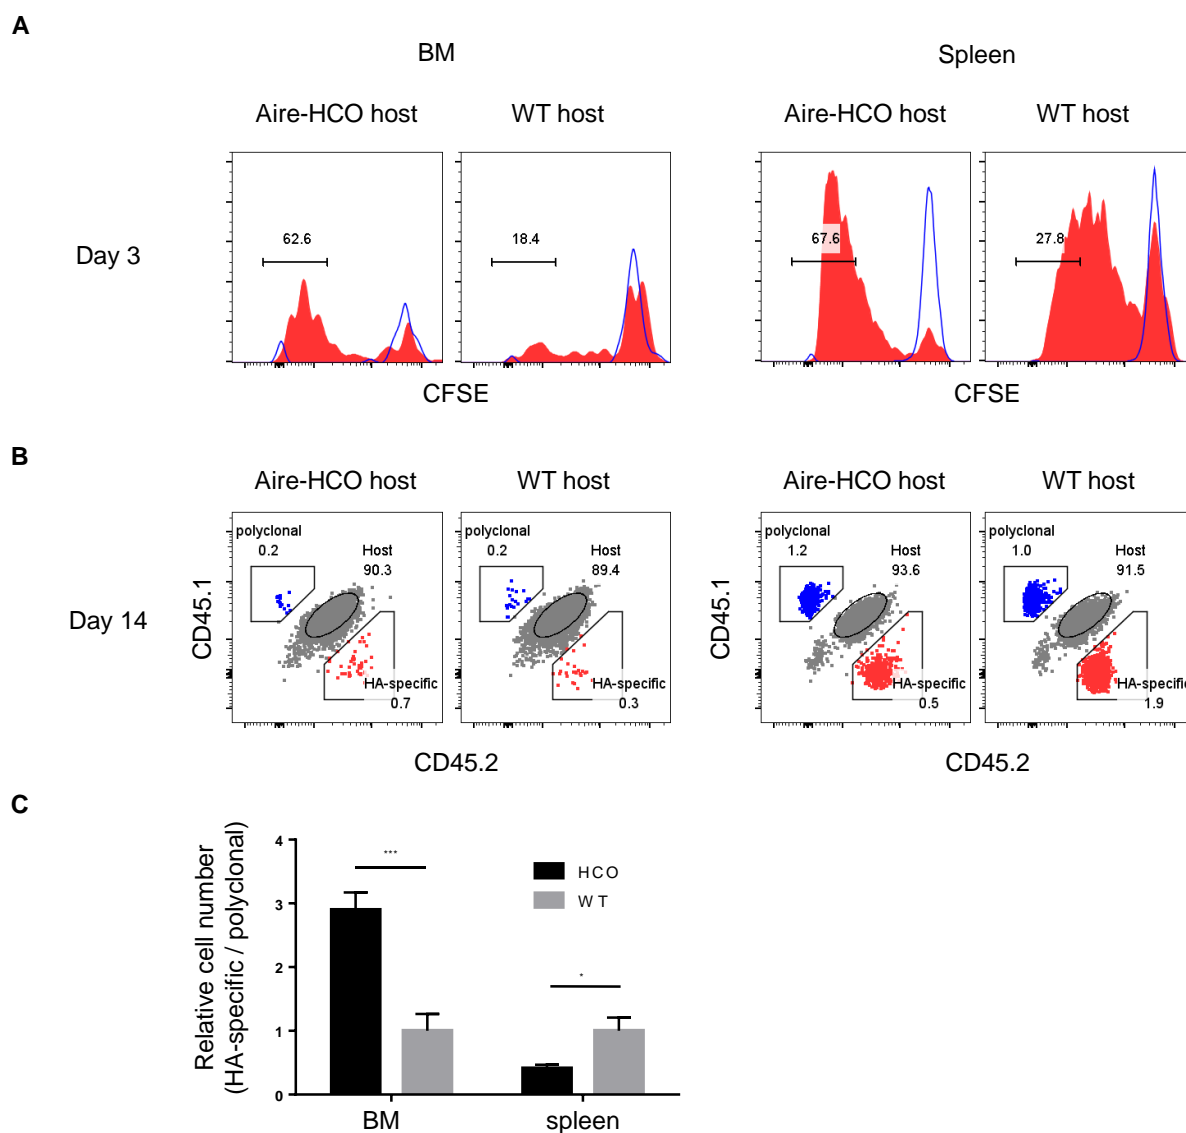 A
BM
Spleen
Aire-HCO host
WT host
Aire-HCO host
WT host
Day 3
62.6
18.4
67.6
27.8
CFSE
CFSE
B
Aire-HCO host
WT host
Aire-HCO host
WT host
Day 14
CD45.1
polyclonal
0.2
Host
90.3
HA-specific
0.7
polyclonal
0.2
Host
89.4
HA-specific
0.3
CD45.1
polyclonal
1.2
Host
93.6
HA-specific
0.5
polyclonal
1.0
Host
91.5
HA-specific
1.9
CD45.2
CD45.2
C
Relative cell number
(HA-specific / polyclonal)
4
3
2
1
0
***
*
HCO
WT
BM
spleen